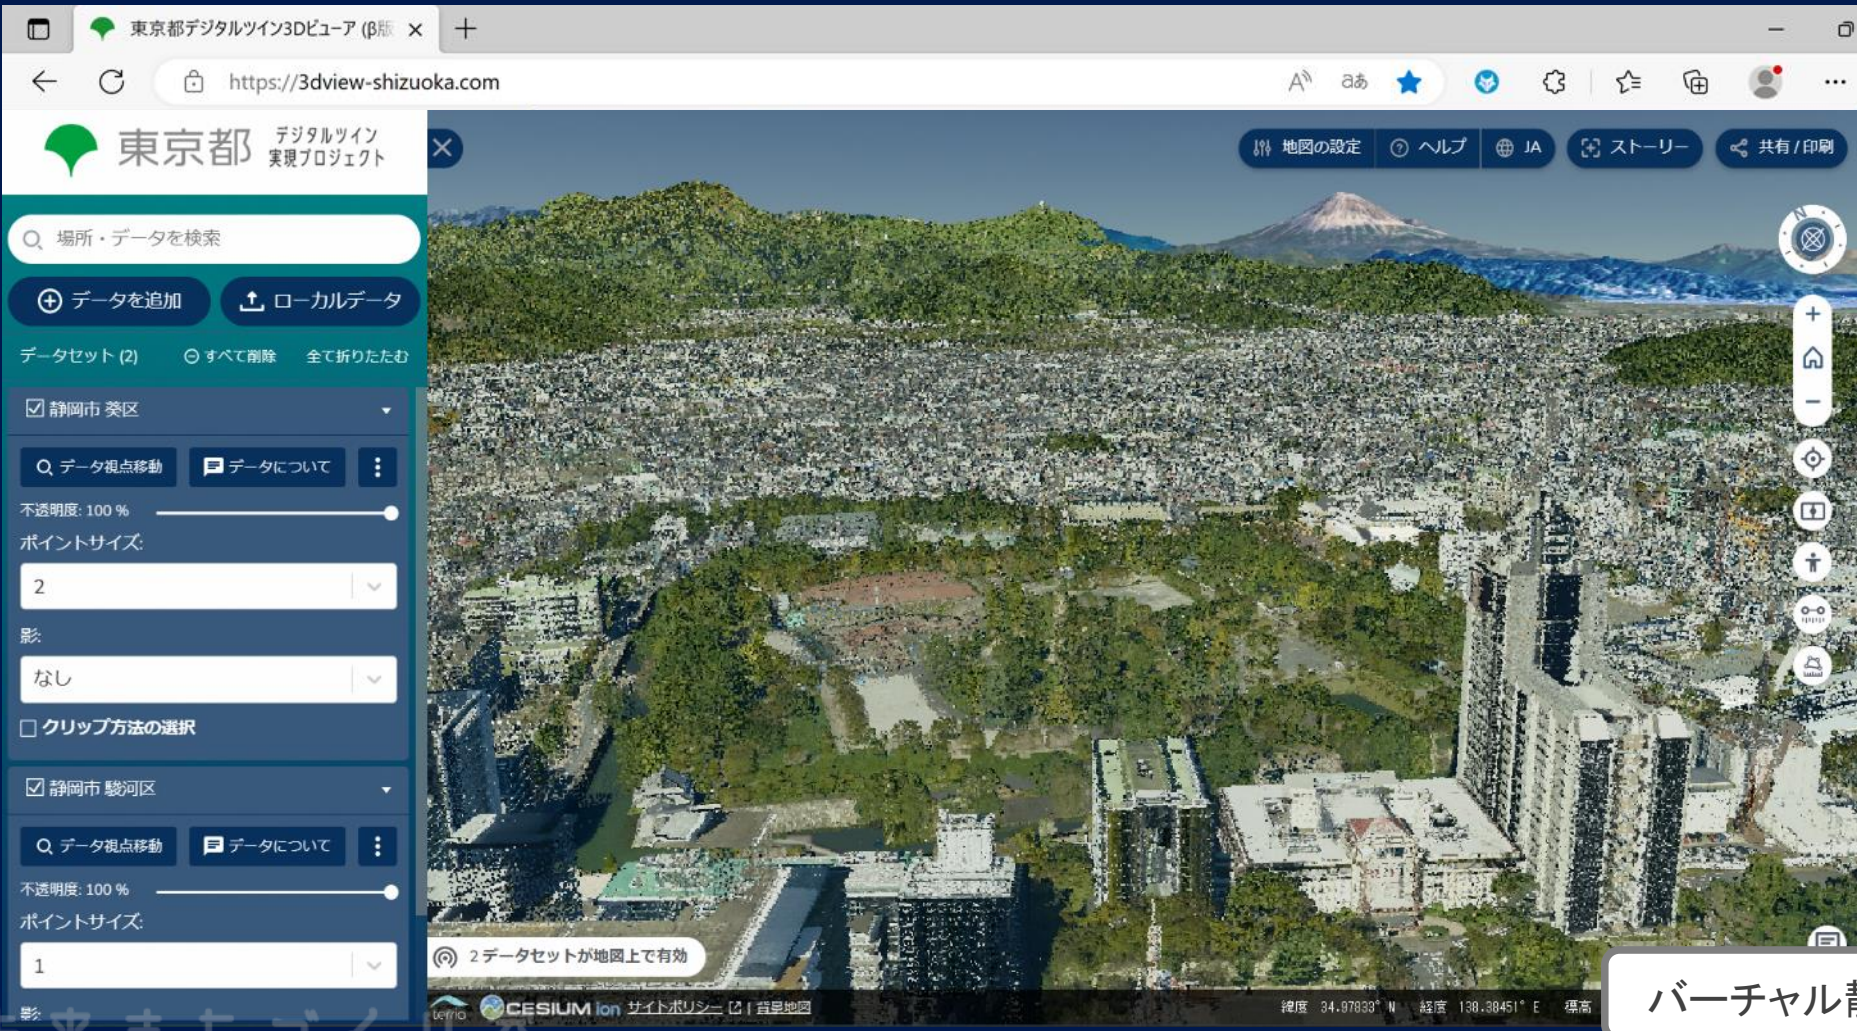 東京都デジタルツイン3Dビューア (β版
https://3dview-shizuoka.com
aあ
東京都 デジタルツイン
実現プロジェクト
地図の設定 ヘルプ JA ストーリー 共有 / 印刷
場所・データを検索
N
データを追加 ローカルデータ
データセット (2) すべて削除 全て折りたたむ
静岡市 葵区
データ視点移動 データについて
不透明度: 100 %
ポイントサイズ:
2
影:
なし
クリップ方法の選択
静岡市 駿河区
データ視点移動 データについて
不透明度: 100 %
ポイントサイズ:
1
影:
2 データセットが地図上で有効
terria CESIUM ion サイトポリシー | 背景地図
緯度 34.97833° N 経度 138.38451° E 標高
バーチャル静